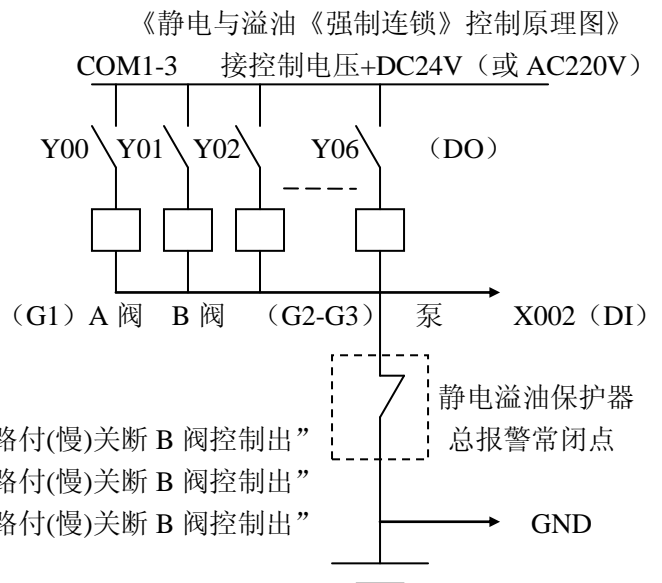 《静电与溢油《强制连锁》控制原理图》
COM1-3 接控制电压+DC24V（或 AC220V）
Y00 Y01 Y02 Y06 （DO）
（G1）A 阀 B 阀 （G2-G3） 泵 X002（DI）
静电溢油保护器
总报警常闭点
路付(慢)关断 B 阀控制出”
路付(慢)关断 B 阀控制出”
路付(慢)关断 B 阀控制出”
GND